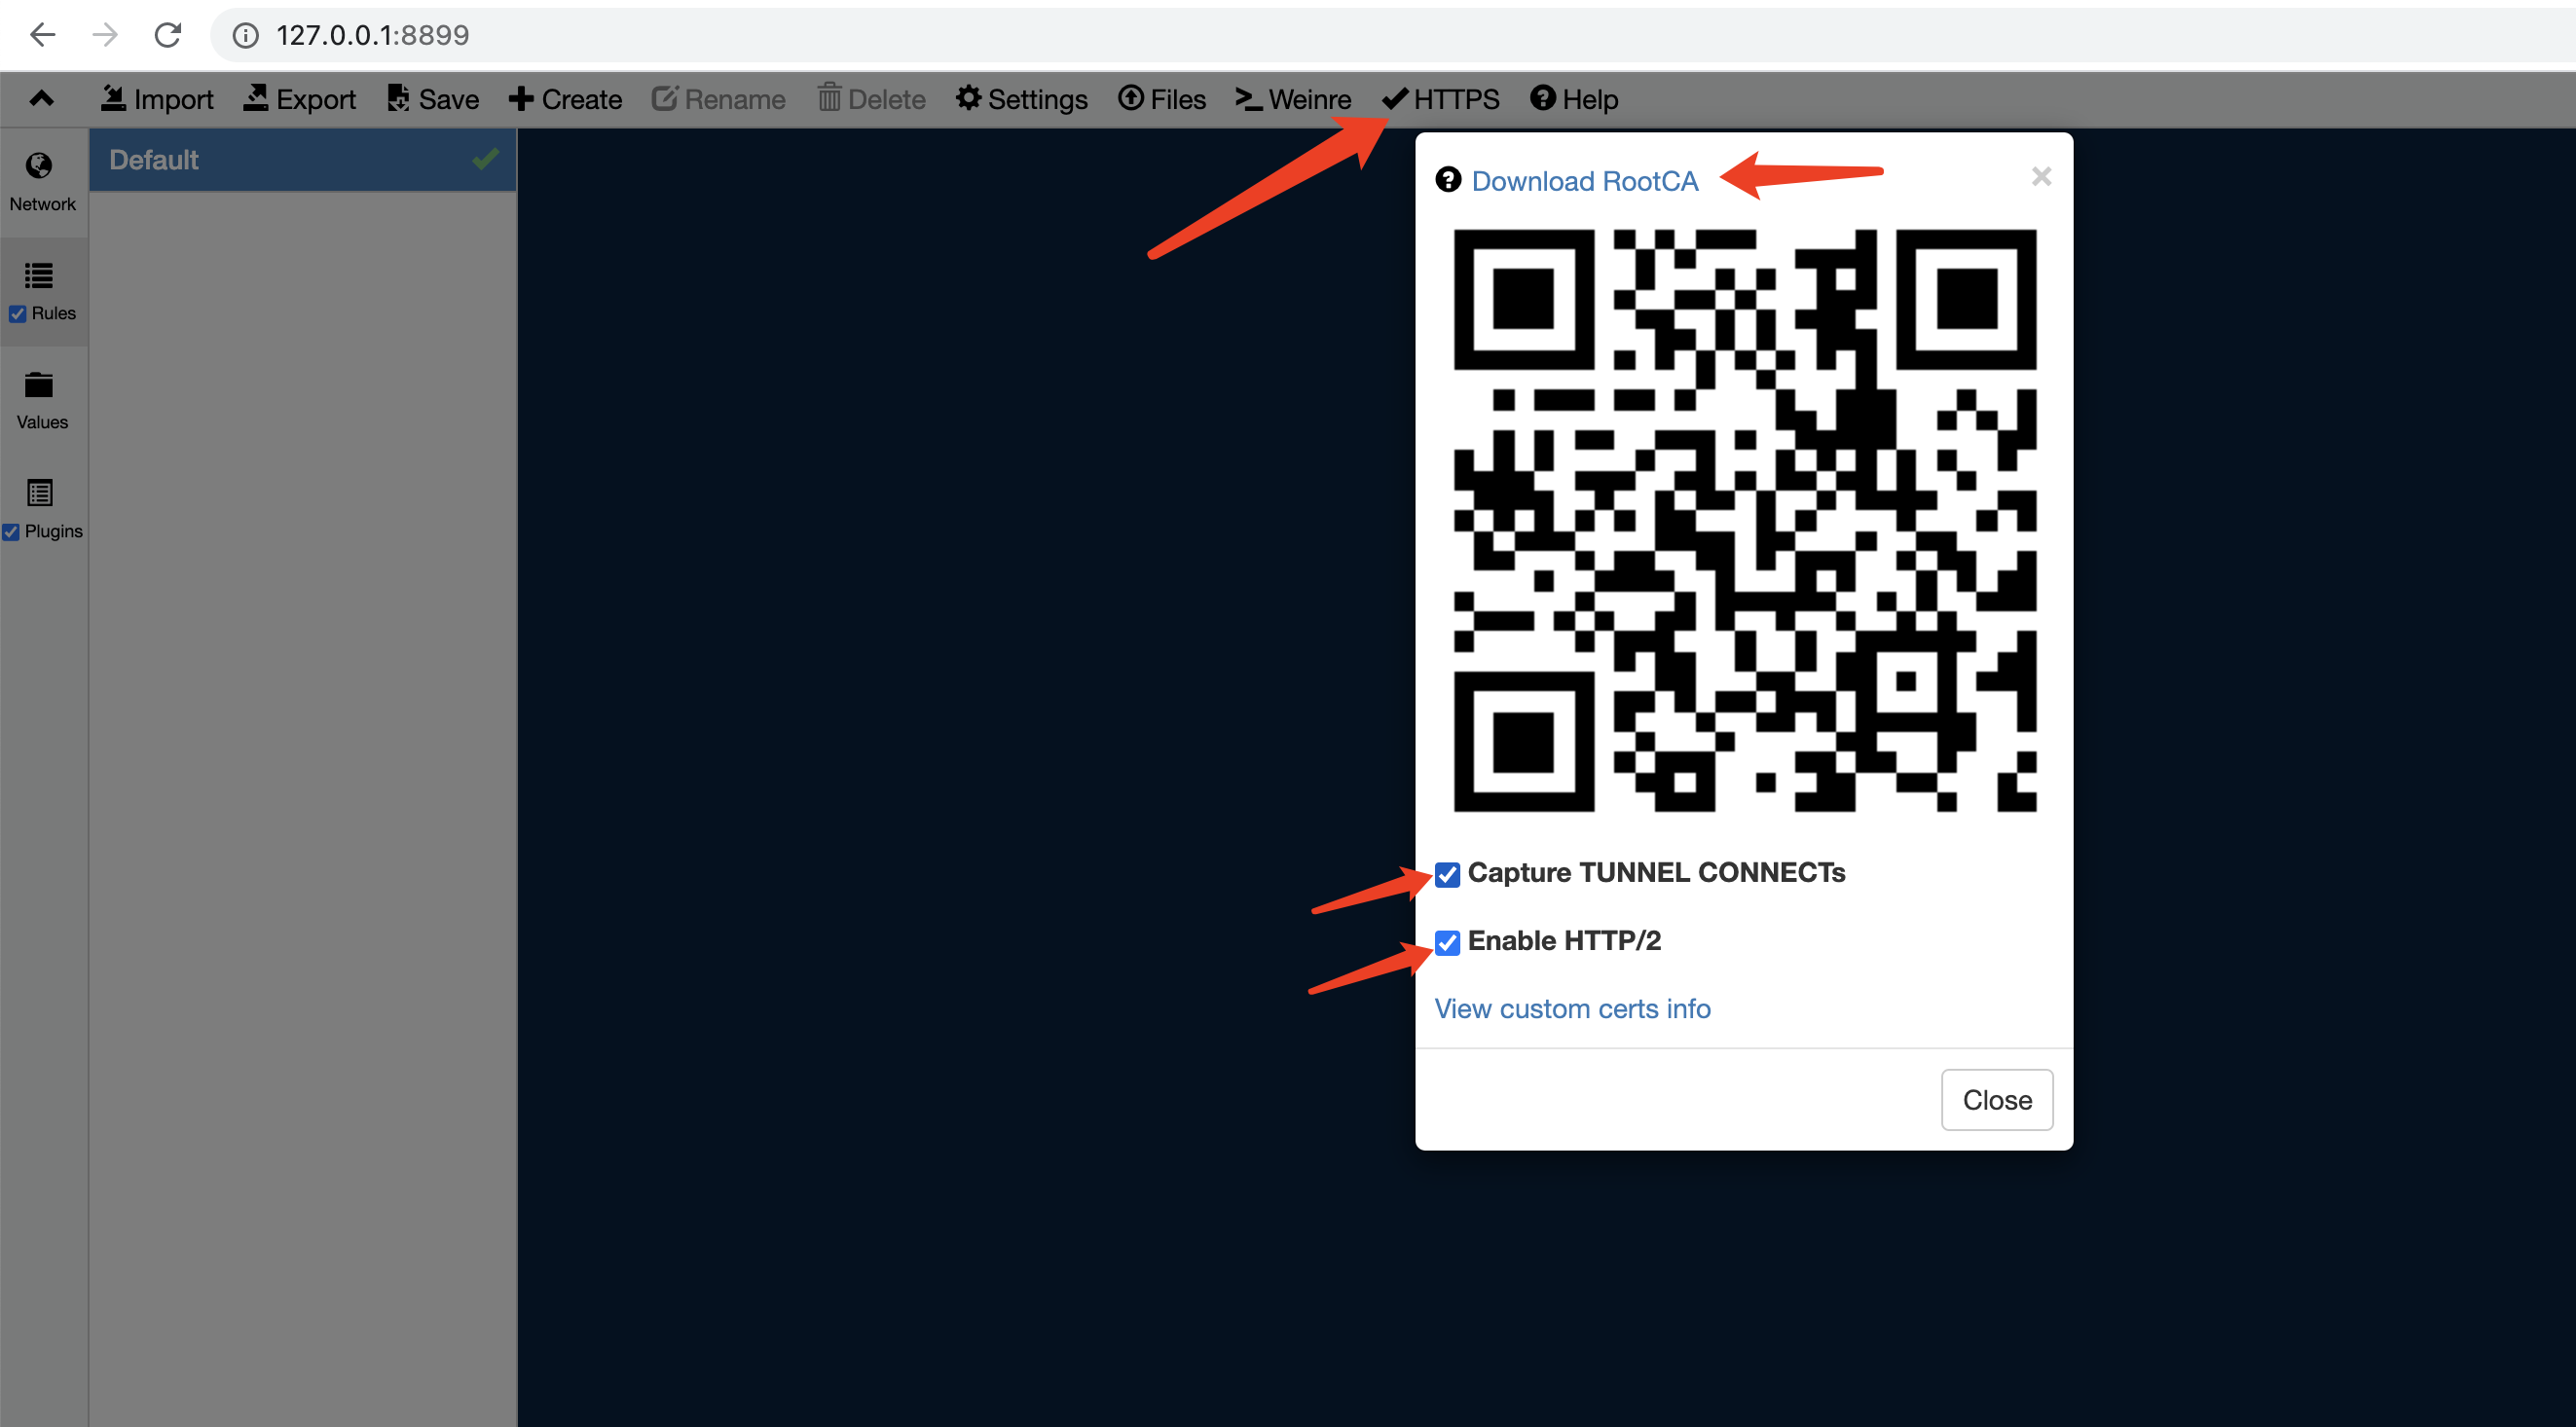 127.0.0.1:8899
Import Export Save Create Rename Delete Settings Files Weinre HTTPS Help
Network
Rules
Values
Plugins
Default
Download RootCA
Capture TUNNEL CONNECTs
Enable HTTP/2
View custom certs info
Close